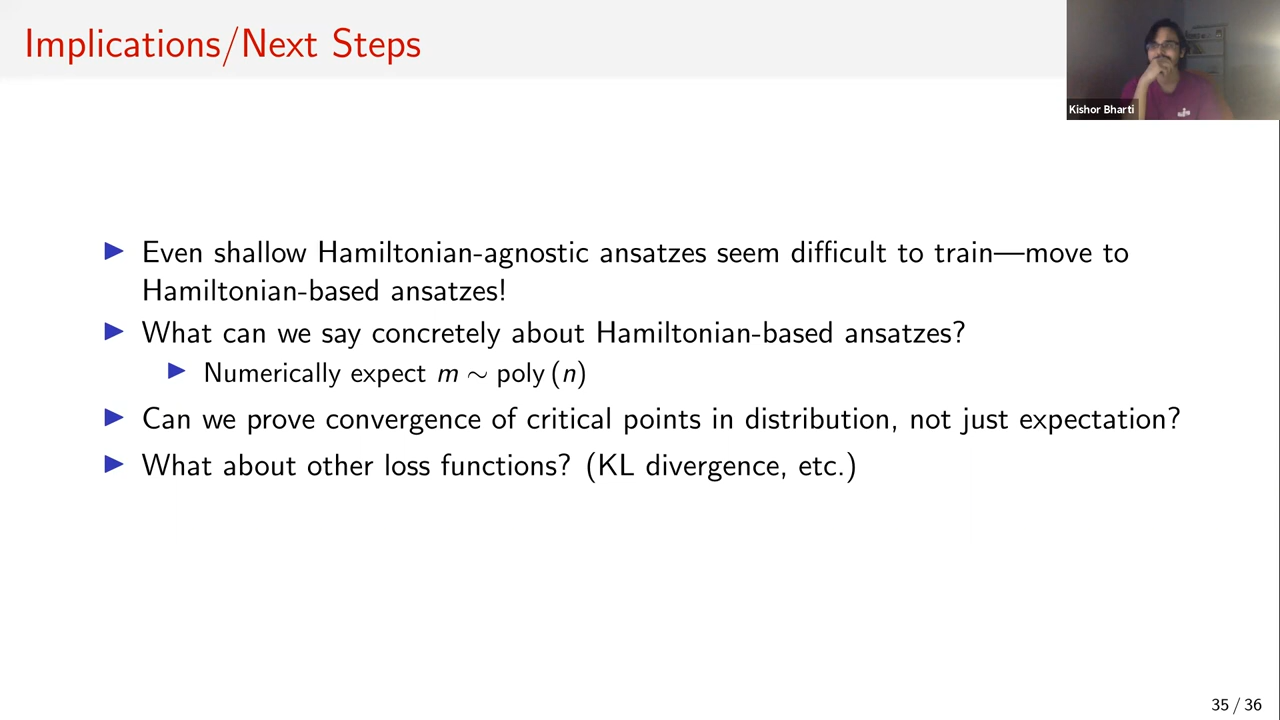 Implications/Next Steps
Kishor Bharti
▶ Even shallow Hamiltonian-agnostic ansatzes seem difficult to train—move to
Hamiltonian-based ansatzes!
▶ What can we say concretely about Hamiltonian-based ansatzes?
▶ Numerically expect m ∼ poly (n)
▶ Can we prove convergence of critical points in distribution, not just expectation?
▶ What about other loss functions? (KL divergence, etc.)
35 / 36